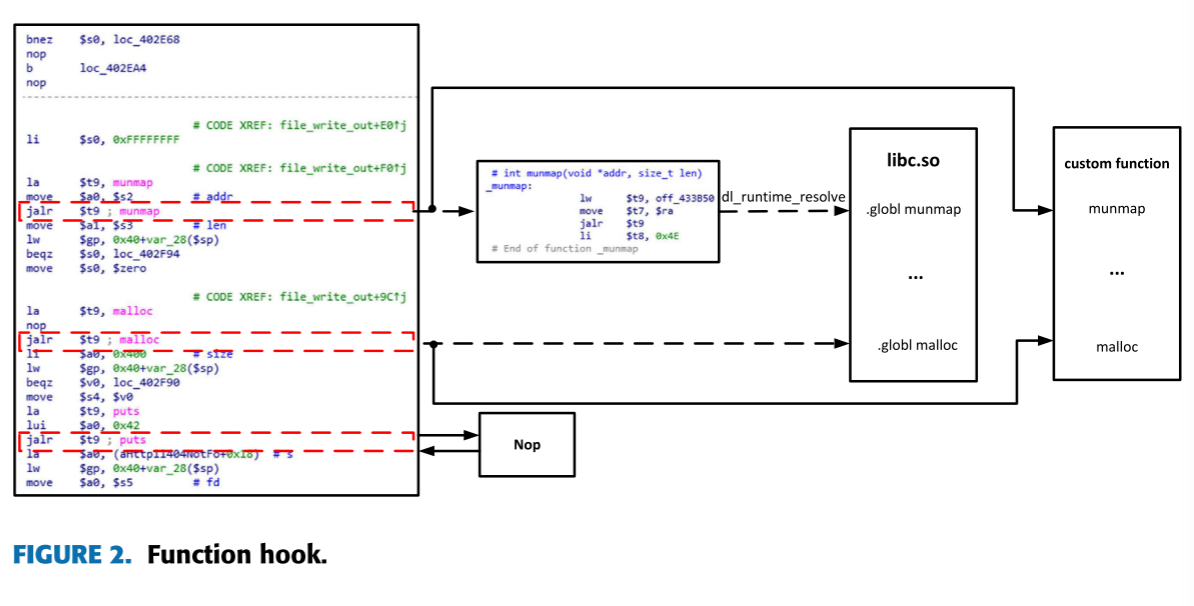 bnez $s0, loc_402E68
nop
b loc_402EA4
nop
# CODE XREF: file_write_out+E0↑j
li $s0, 0xFFFFFFFF
# CODE XREF: file_write_out+F0↑j
la $t9, munmap
move $a0, $s2 # addr
jalr $t9 ; munmap
move $a1, $s3 # len
lw $gp, 0x40+var_28($sp)
beqz $s0, loc_402F94
move $s0, $zero
# CODE XREF: file_write_out+9C↑j
la $t9, malloc
nop
jalr $t9 ; malloc
li $a0, 0x400 # size
lw $gp, 0x40+var_28($sp)
beqz $v0, loc_402F90
move $s4, $v0
la $t9, puts
lui $a0, 0x42
jalr $t9 ; puts
la $a0, (aHttp11404NotFo+0x18) # s
lw $gp, 0x40+var_28($sp)
move $a0, $s5 # fd
# int munmap(void *addr, size_t len)
_munmap:
lw $t9, off_433850
move $t7, $ra
jalr $t9
li $t8, 0x4E
# End of function _munmap
dl_runtime_resolve
libc.so
.globl munmap
...
.globl malloc
custom function
munmap
...
malloc
Nop
FIGURE 2. Function hook.